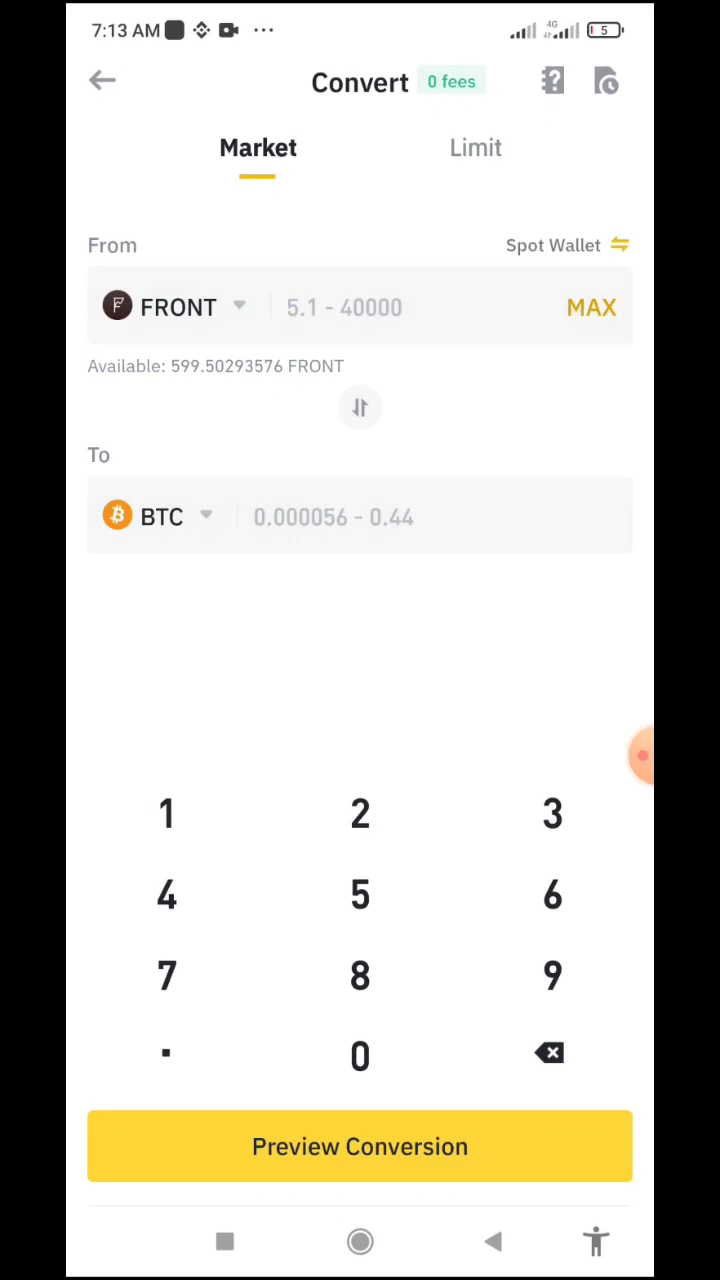 7:13 AM ... 4G 5
Convert 0 fees
Market Limit
From Spot Wallet
FRONT 5.1 - 40000 MAX
Available: 599.50293576 FRONT
To
BTC 0.000056 - 0.44
1 2 3
4 5 6
7 8 9
. 0
Preview Conversion